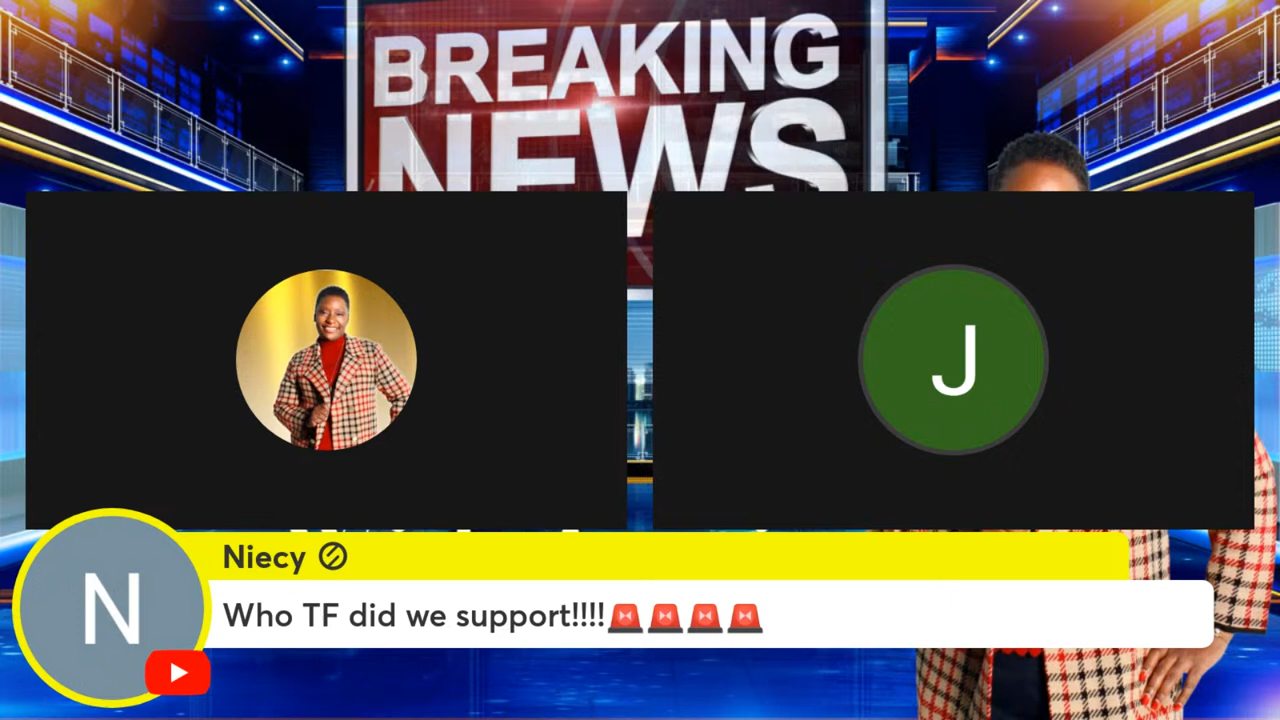 BREAKING
NEWS
J
N
Niecy
Who TF did we support!!!!🚨🚨🚨🚨